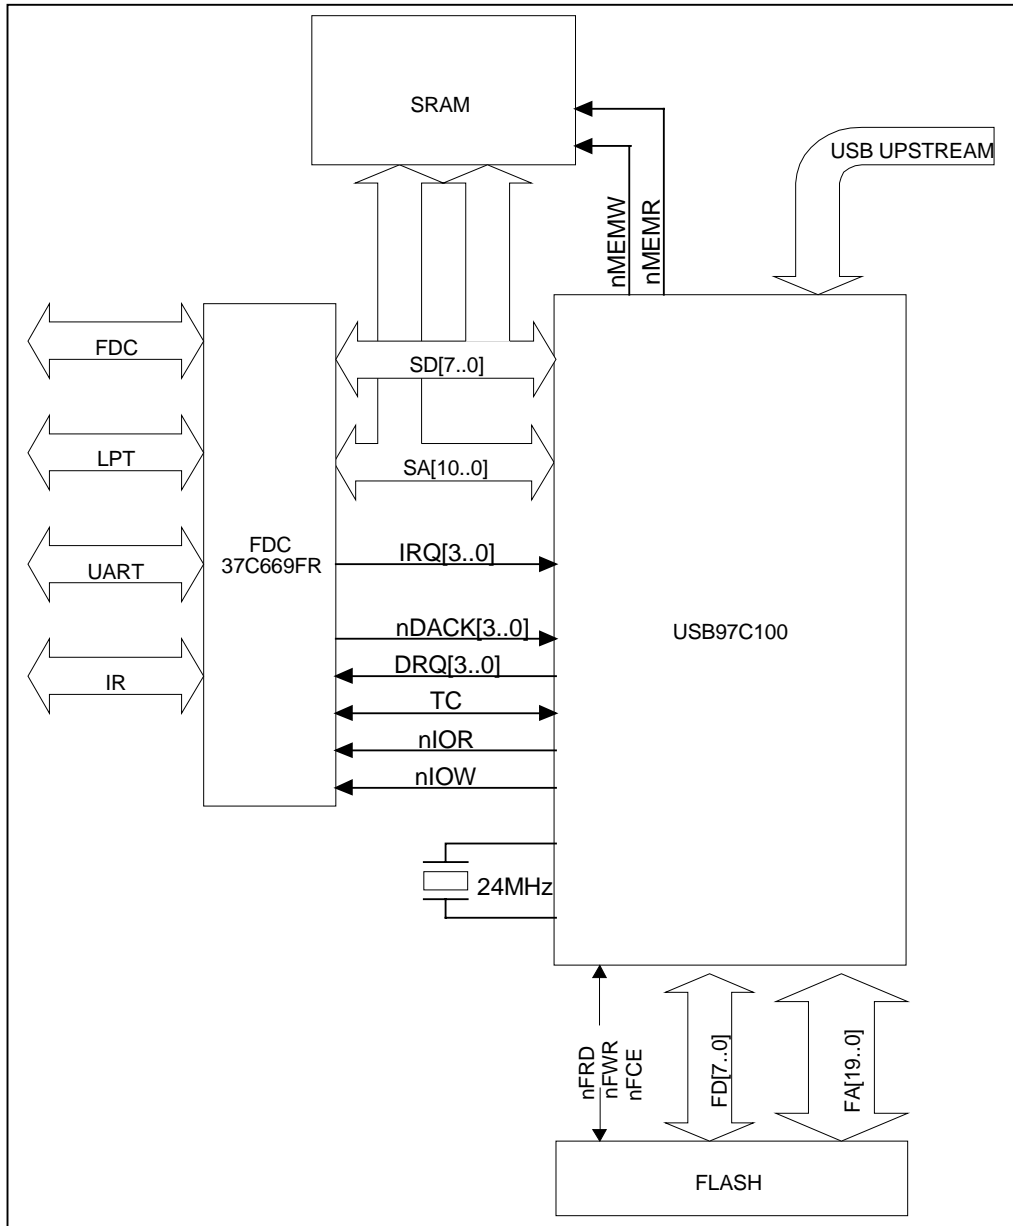 SRAM
USB UPSTREAM
nMEMW
nMEMR
FDC
SD[7..0]
LPT
SA[10..0]
FDC
37C669FR
IRQ[3..0]
UART
nDACK[3..0]
USB97C100
DRQ[3..0]
IR
TC
nIOR
nIOW
24MHz
nFRD
nFWR
nFCE
FD[7..0]
FA[19..0]
FLASH